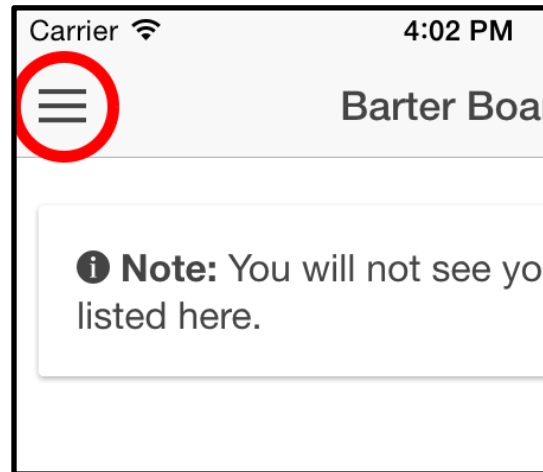 Carrier 4:02 PM
Barter Boa
Note: You will not see yo
listed here.